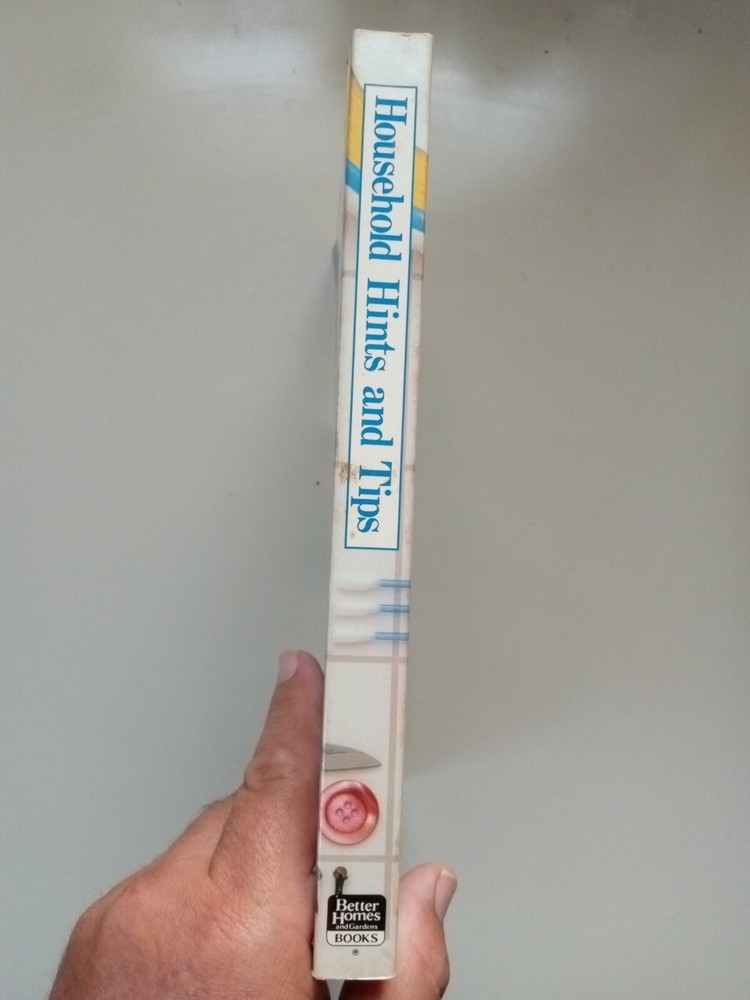 Household Hints and Tips
Better
Homes
and Gardens
BOOKS
®